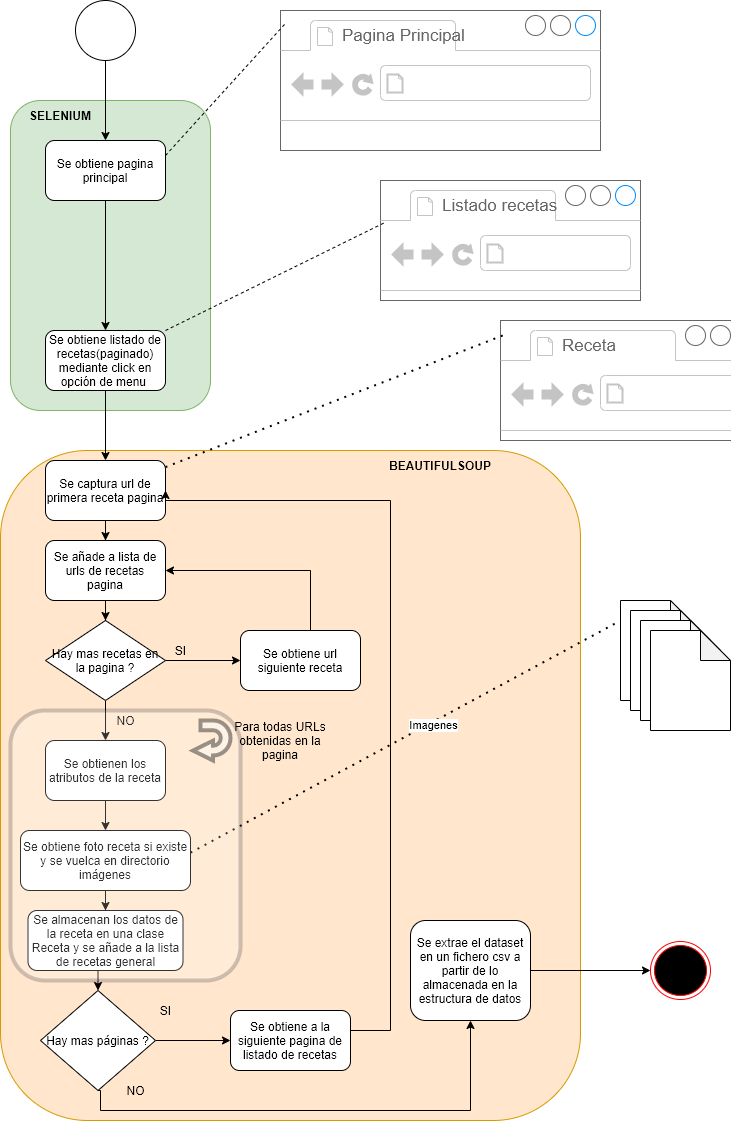 Pagina Principal
SELENIUM
Se obtiene pagina
principal
Listado recetas
Se obtiene listado de
recetas(paginado)
mediante click en
opción de menu
Receta
BEAUTIFULSOUP
Se captura url de
primera receta pagina
Se añade a lista de
urls de recetas
pagina
Hay mas recetas en
la pagina ?
SI
Se obtiene url
siguiente receta
NO
Para todas URLs
obtenidas en la
pagina
Imagénes
Se obtienen los
atributos de la receta
Se obtiene foto receta si existe
y se vuelca en directorio
imágenes
Se almacenan los datos de
la receta en una clase
Receta y se añade a la lista
de recetas general
Se extrae el dataset
en un fichero csv a
partir de lo
almacenada en la
estructura de datos
Hay mas páginas ?
SI
Se obtiene a la
siguiente pagina de
listado de recetas
NO